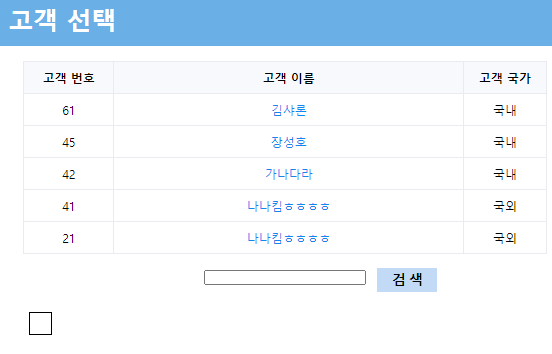 고객 선택
고객 번호 고객 이름 고객 국가
61 김샤론 국내
45 장성호 국내
42 가나다라 국내
41 나나킴ㅎㅎㅎㅎ 국외
21 나나킴ㅎㅎㅎㅎ 국외
검 색